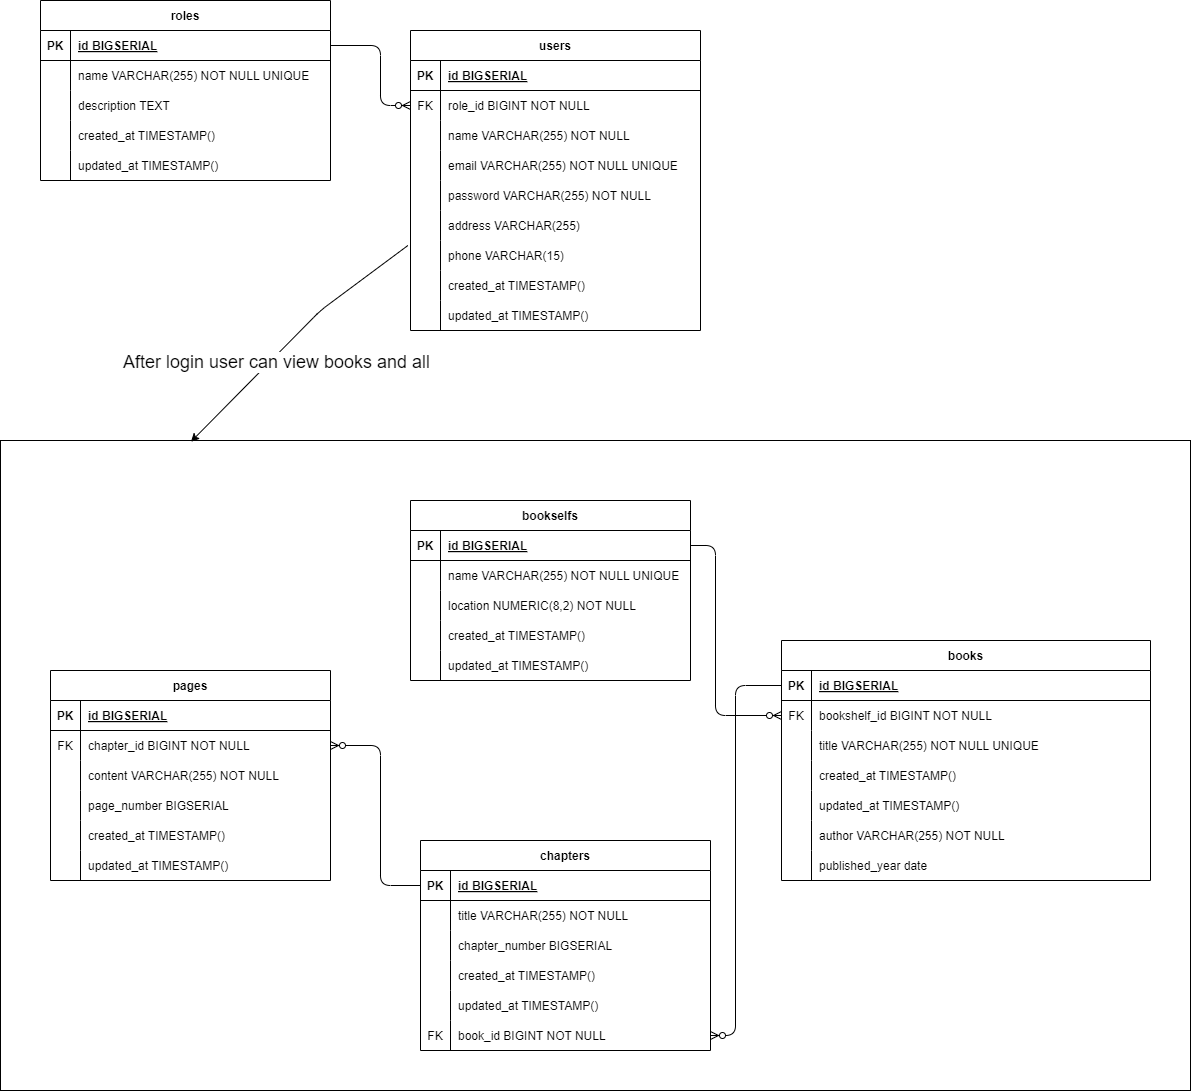 roles
PK id BIGSERIAL
name VARCHAR(255) NOT NULL UNIQUE
description TEXT
created_at TIMESTAMP()
updated_at TIMESTAMP()
users
PK id BIGSERIAL
FK role_id BIGINT NOT NULL
name VARCHAR(255) NOT NULL
email VARCHAR(255) NOT NULL UNIQUE
password VARCHAR(255) NOT NULL
address VARCHAR(255)
phone VARCHAR(15)
created_at TIMESTAMP()
updated_at TIMESTAMP()
After login user can view books and all
bookselfs
PK id BIGSERIAL
name VARCHAR(255) NOT NULL UNIQUE
location NUMERIC(8,2) NOT NULL
created_at TIMESTAMP()
updated_at TIMESTAMP()
books
PK id BIGSERIAL
FK bookshelf_id BIGINT NOT NULL
title VARCHAR(255) NOT NULL UNIQUE
created_at TIMESTAMP()
updated_at TIMESTAMP()
author VARCHAR(255) NOT NULL
published_year date
pages
PK id BIGSERIAL
FK chapter_id BIGINT NOT NULL
content VARCHAR(255) NOT NULL
page_number BIGSERIAL
created_at TIMESTAMP()
updated_at TIMESTAMP()
chapters
PK id BIGSERIAL
title VARCHAR(255) NOT NULL
chapter_number BIGSERIAL
created_at TIMESTAMP()
updated_at TIMESTAMP()
FK book_id BIGINT NOT NULL